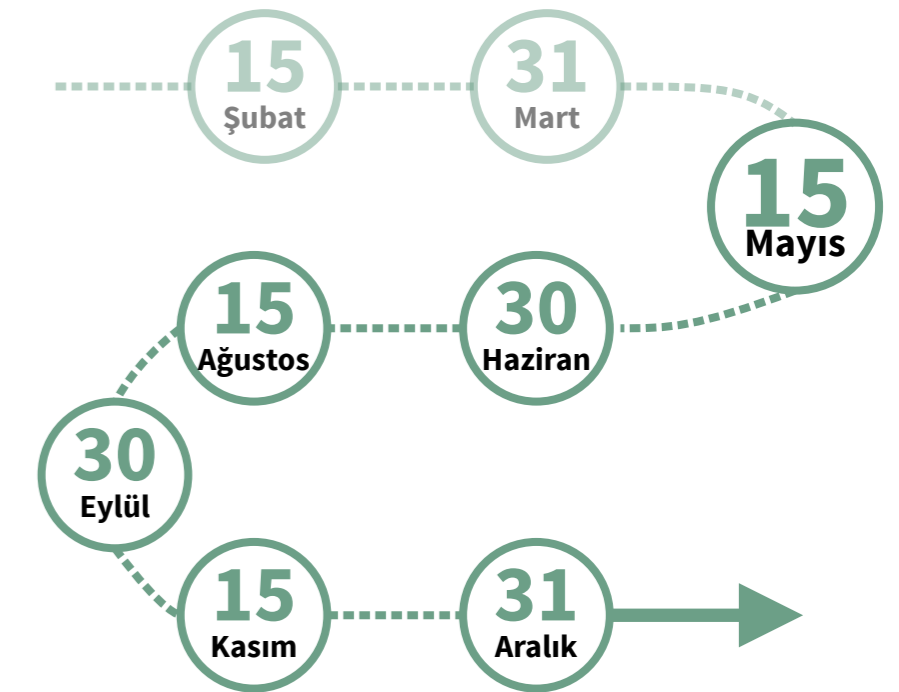 15
Şubat
31
Mart
15
Mayıs
30
Haziran
15
Ağustos
30
Eylül
15
Kasım
31
Aralık